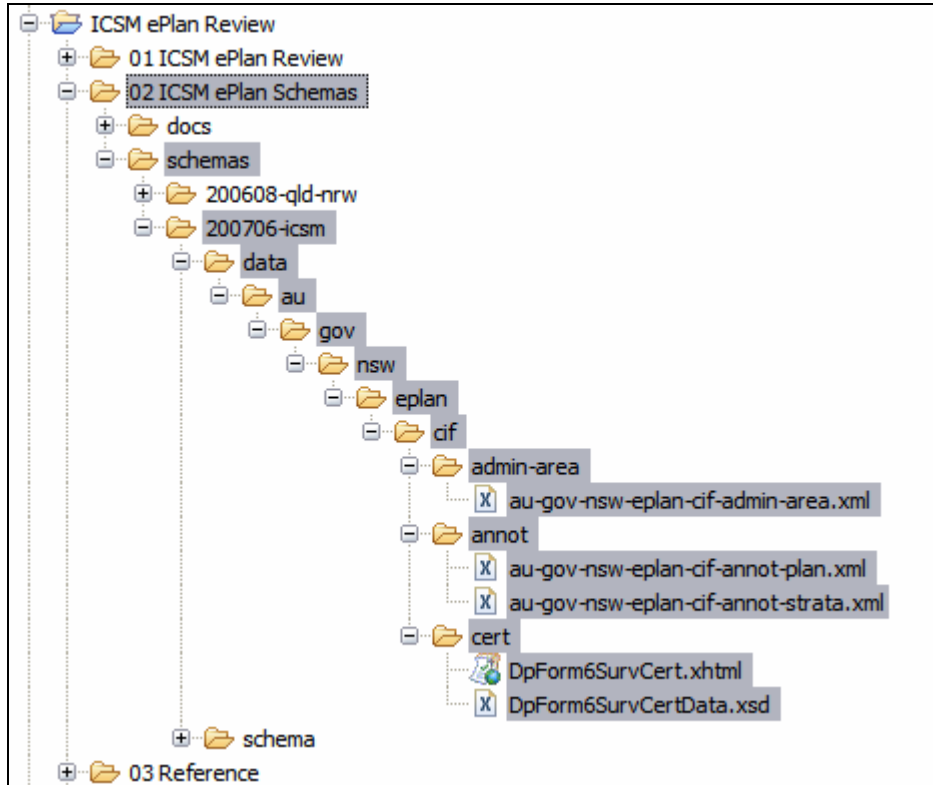 ICSM ePlan Review
01 ICSM ePlan Review
02 ICSM ePlan Schemas
docs
schemas
200608-qld-nrw
200706-icsm
data
au
gov
nsw
eplan
cif
admin-area
au-gov-nsw-eplan-cif-admin-area.xml
annot
au-gov-nsw-eplan-cif-annot-plan.xml
au-gov-nsw-eplan-cif-annot-strata.xml
cert
DpForm6SurvCert.xhtml
DpForm6SurvCertData.xsd
schema
03 Reference